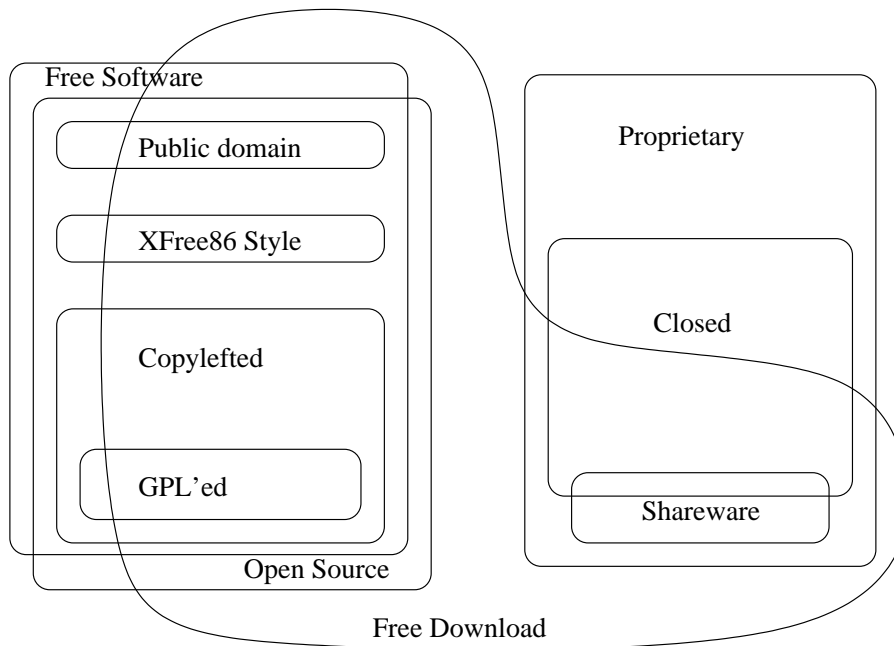 Free Software
Public domain
Proprietary
XFree86 Style
Closed
Copylefted
GPL’ed
Shareware
Open Source
Free Download